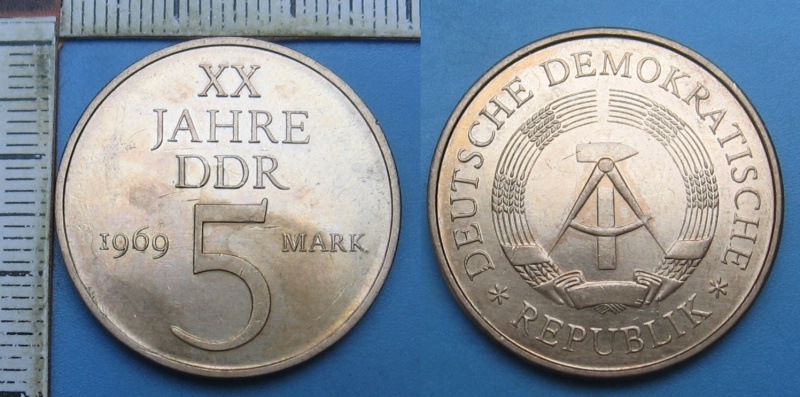 XX
JAHRE
DDR
1969 5 MARK
DEUTSCHE DEMOKRATISCHE
* REPUBLIK *